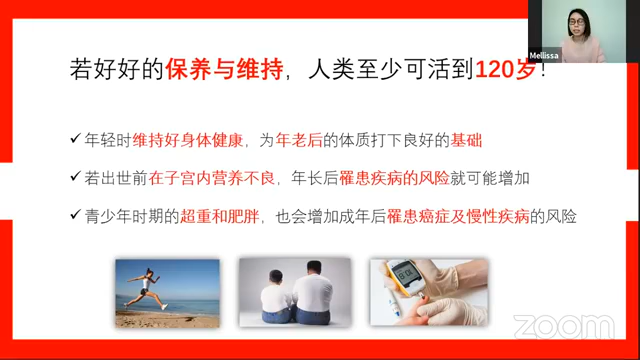 Mellissa
若好好的保养与维持，人类至少可活到120岁！
✓年轻时维持好身体健康，为年老后的体质打下良好的基础
✓若出世前在子宫内营养不良，年长后罹患疾病的风险就可能增加
✓青少年时期的超重和肥胖，也会增加成年后罹患癌症及慢性疾病的风险
zoom